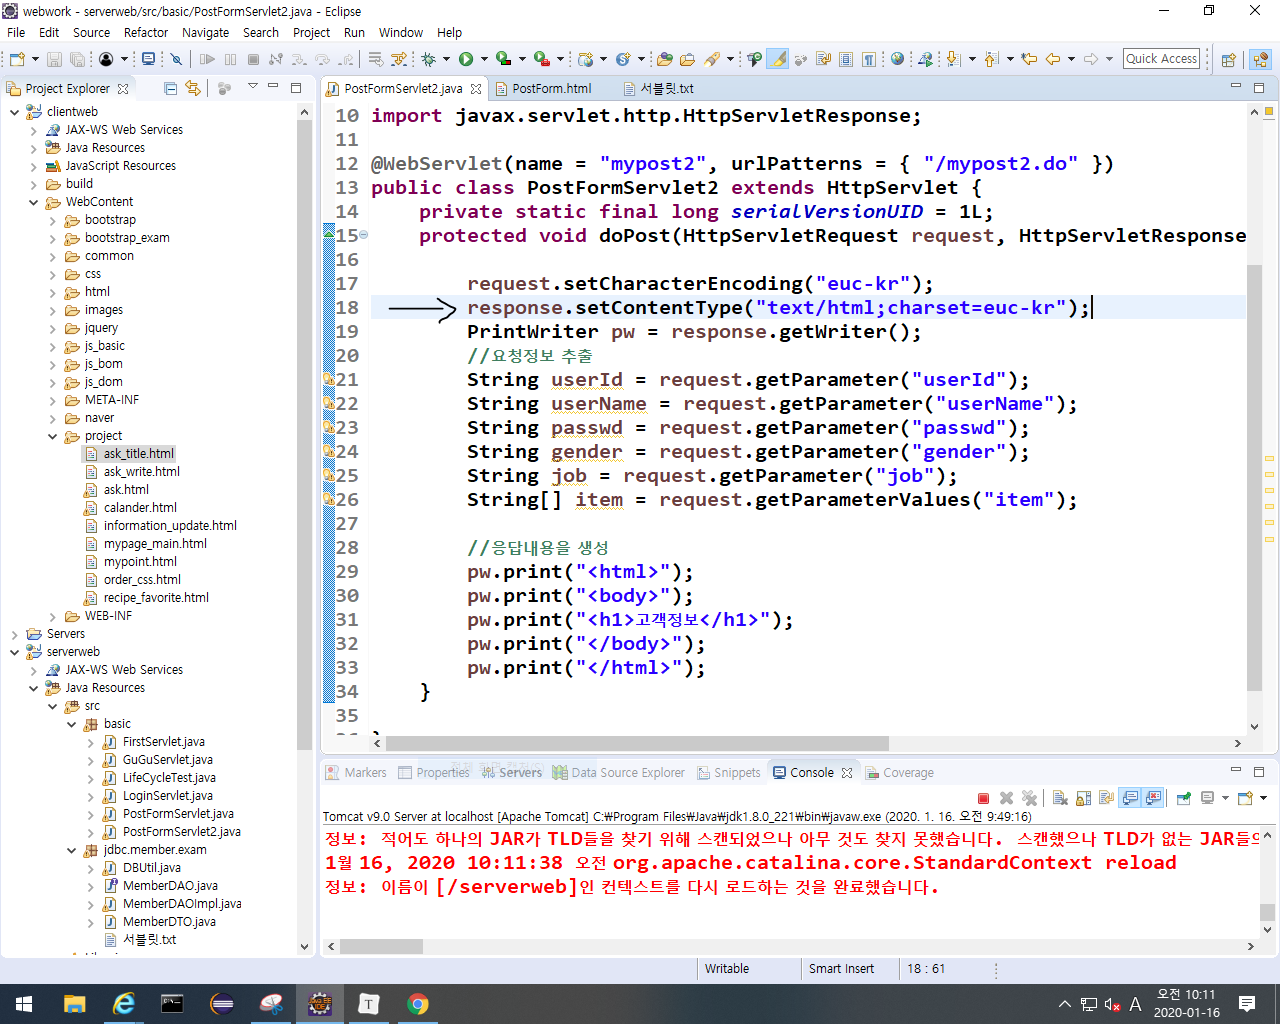 webwork - serverweb/src/basic/PostFormServlet2.java - Eclipse
File Edit Source Refactor Navigate Search Project Run Window Help
Quick Access
Project Explorer
clientweb
JAX-WS Web Services
Java Resources
JavaScript Resources
build
WebContent
bootstrap
bootstrap_exam
common
css
html
images
jquery
js_basic
js_bom
js_dom
META-INF
naver
project
ask_title.html
ask_write.html
ask.html
calander.html
information_update.html
mypage_main.html
mypoint.html
order_css.html
recipe_favorite.html
WEB-INF
Servers
serverweb
JAX-WS Web Services
Java Resources
src
basic
FirstServlet.java
GuGuServlet.java
LifeCycleTest.java
LoginServlet.java
PostFormServlet.java
PostFormServlet2.java
jdbc.member.exam
DBUtil.java
MemberDAO.java
MemberDAOImpl.java
MemberDTO.java
서블릿.txt
PostFormServlet2.java PostForm.html 서블릿.txt
10 import javax.servlet.http.HttpServletResponse;
11
12 @WebServlet(name = "mypost2", urlPatterns = { "/mypost2.do" })
13 public class PostFormServlet2 extends HttpServlet {
14 private static final long serialVersionUID = 1L;
15 protected void doPost(HttpServletRequest request, HttpServletResponse
16
17 request.setCharacterEncoding("euc-kr");
18 response.setContentType("text/html;charset=euc-kr");
19 PrintWriter pw = response.getWriter();
20 //요청정보 추출
21 String userId = request.getParameter("userId");
22 String userName = request.getParameter("userName");
23 String passwd = request.getParameter("passwd");
24 String gender = request.getParameter("gender");
25 String job = request.getParameter("job");
26 String[] item = request.getParameterValues("item");
27
28 //응답내용을 생성
29 pw.print("<html>");
30 pw.print("<body>");
31 pw.print("<h1>고객정보</h1>");
32 pw.print("</body>");
33 pw.print("</html>");
34 }
35
Markers Properties Servers Data Source Explorer Snippets Console Coverage
Tomcat v9.0 Server at localhost [Apache Tomcat] C:₩Program Files₩Java₩jdk1.8.0_221₩bin₩javaw.exe (2020. 1. 16. 오전 9:49:16)
정보: 적어도 하나의 JAR가 TLD들을 찾기 위해 스캔되었으나 아무 것도 찾지 못했습니다. 스캔했으나 TLD가 없는 JAR들의
1월 16, 2020 10:11:38 오전 org.apache.catalina.core.StandardContext reload
정보: 이름이 [/serverweb]인 컨텍스트를 다시 로드하는 것을 완료했습니다.
Writable Smart Insert 18 : 61
A 오전 10:11
2020-01-16